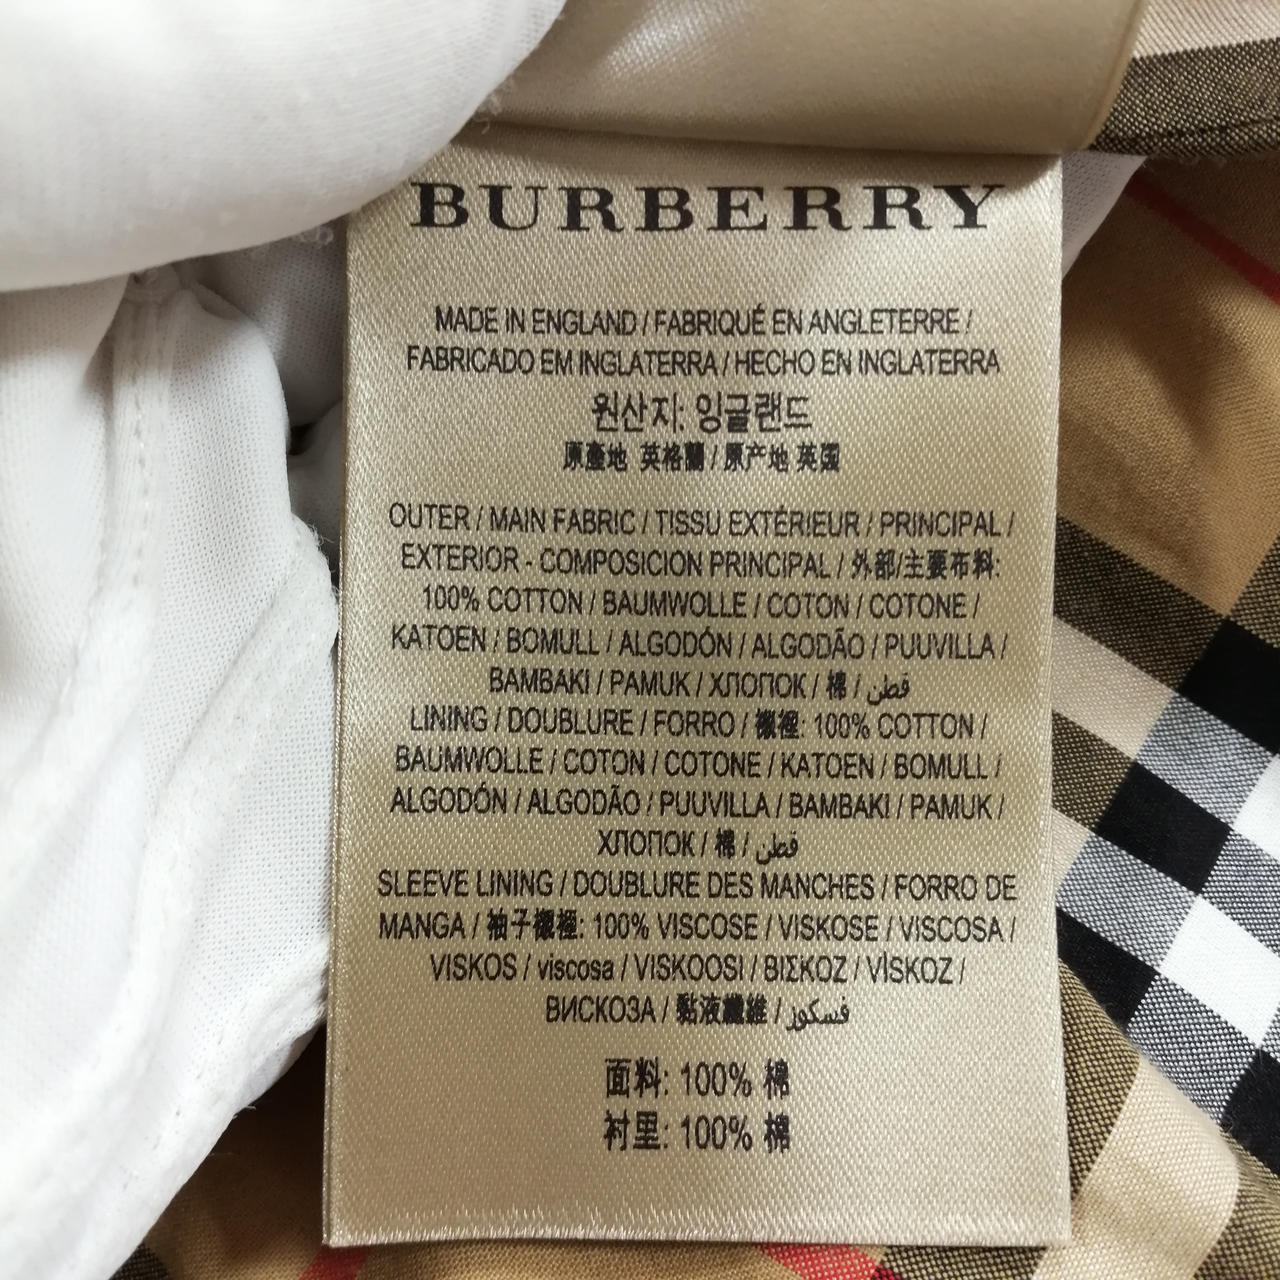 BURBERRY
MADE IN ENGLAND / FABRIQUÉ EN ANGLETERRE /
FABRICADO EM INGLATERRA / HECHO EN INGLATERRA
원산지: 잉글랜드
原產地 英格蘭 / 原产地 英国
OUTER / MAIN FABRIC / TISSU EXTÉRIEUR / PRINCIPAL /
EXTERIOR - COMPOSICION PRINCIPAL / 外部/主要布料:
100% COTTON / BAUMWOLLE / COTON / COTONE /
KATOEN / BOMULL / ALGODÓN / ALGODÃO / PUUVILLA /
BAMBAKI / PAMUK / ХЛОПОК / 棉 / قطن
LINING / DOUBLURE / FORRO / 襯裡: 100% COTTON /
BAUMWOLLE / COTON / COTONE / KATOEN / BOMULL /
ALGODÓN / ALGODÃO / PUUVILLA / BAMBAKI / PAMUK /
ХЛОПОК / 棉 / قطن
SLEEVE LINING / DOUBLURE DES MANCHES / FORRO DE
MANGA / 袖子襯裡: 100% VISCOSE / VISKOSE / VISCOSA /
VISKOS / viscosa / VISKOOSI / ΒΙΣΚΟΖ / VİSKOZ /
ВИСКОЗА / 黏液纖維 / فسكوز
面料: 100% 棉
衬里: 100% 棉